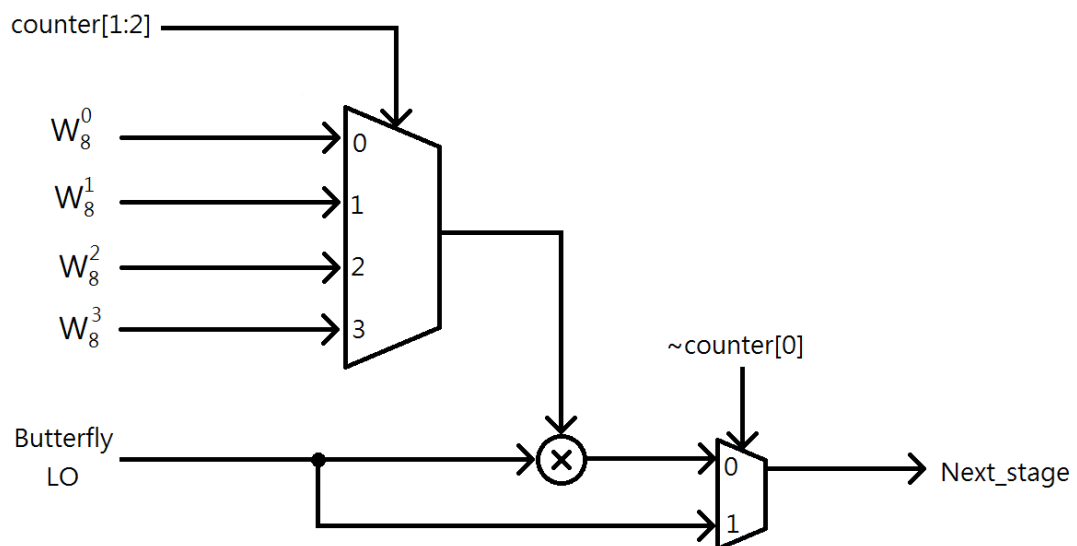 counter[1:2]
W₈⁰
0
W₈¹
1
W₈²
2
W₈³
3
~counter[0]
Butterfly
LO
×
0
1
Next_stage